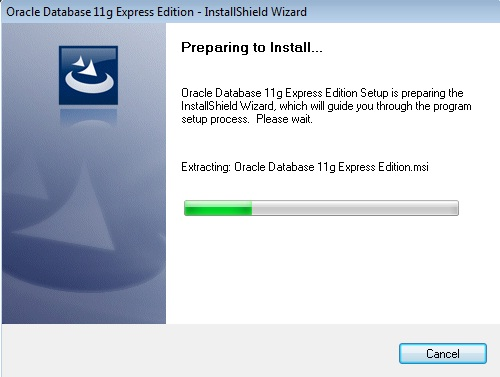 Oracle Database 11g Express Edition - InstallShield Wizard
Preparing to Install...
Oracle Database 11g Express Edition Setup is preparing the
InstallShield Wizard, which will guide you through the program
setup process. Please wait.
Extracting: Oracle Database 11g Express Edition.msi
Cancel